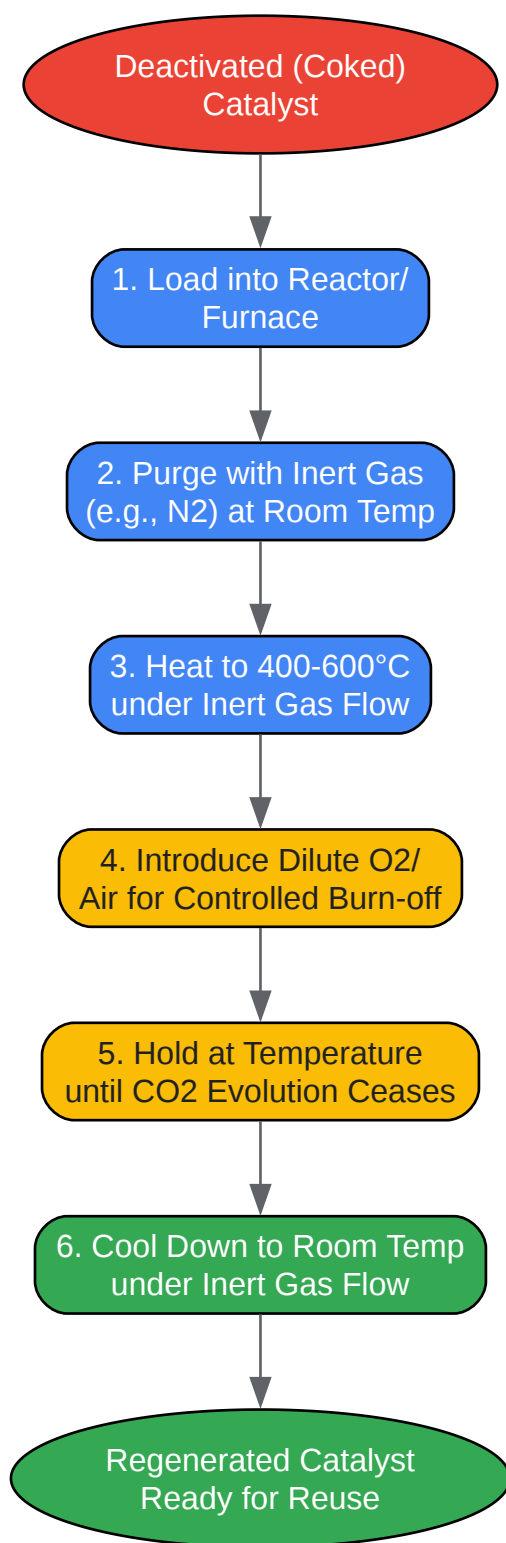 Deactivated (Coked)
Catalyst
1. Load into Reactor/
Furnace
2. Purge with Inert Gas
(e.g., N2) at Room Temp
3. Heat to 400-600°C
under Inert Gas Flow
4. Introduce Dilute O2/
Air for Controlled Burn-off
5. Hold at Temperature
until CO2 Evolution Ceases
6. Cool Down to Room Temp
under Inert Gas Flow
Regenerated Catalyst
Ready for Reuse